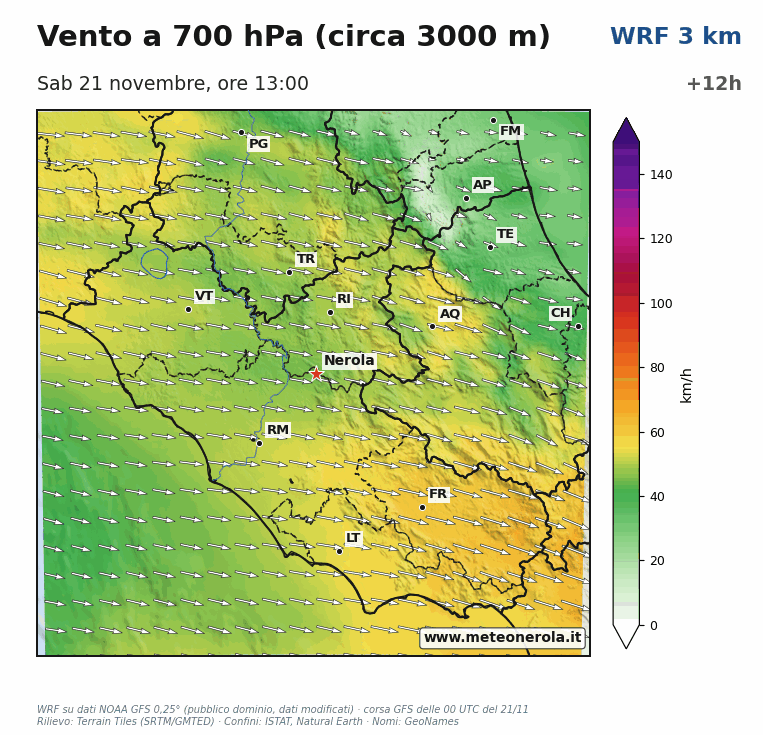 Vento a 700 hPa (circa 3000 m)
WRF 3 km
Sab 21 novembre, ore 13:00
+12h
PG
FM
AP
TE
TR
VT
RI
AQ
CH
Nerola
RM
FR
LT
www.meteonerola.it
140
120
100
80
60
40
20
0
km/h
WRF su dati NOAA GFS 0,25° (pubblico dominio, dati modificati) · corsa GFS delle 00 UTC del 21/11
Rilievo: Terrain Tiles (SRTM/GMTED) · Confini: ISTAT, Natural Earth · Nomi: GeoNames